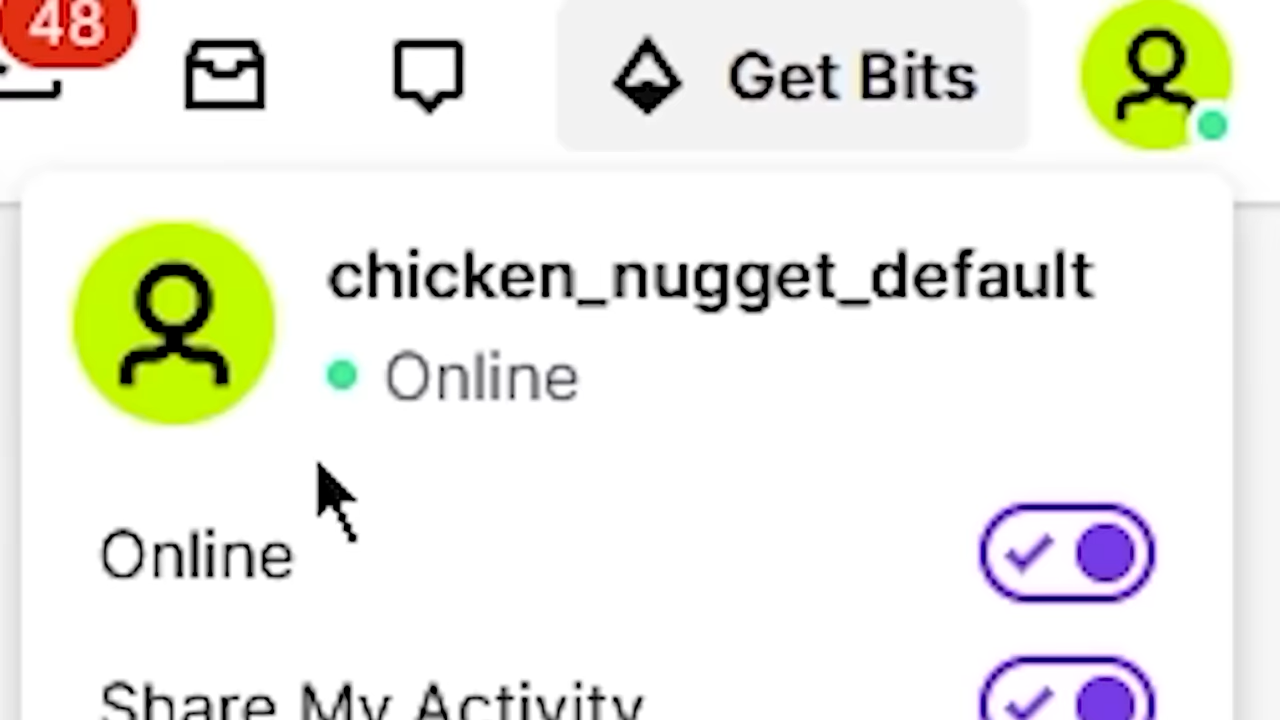 48
Get Bits
chicken_nugget_default
Online
Online
Share My Activity